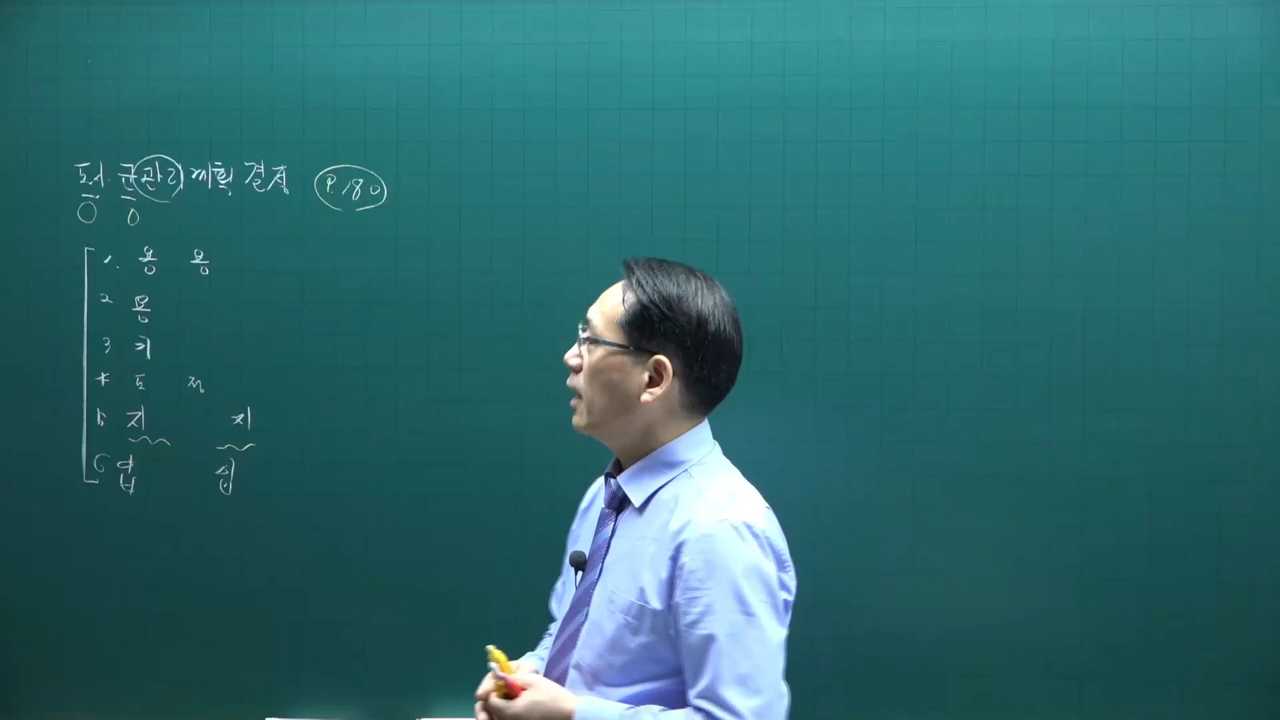 도시·군관리계획 결정 P.180
1. 용 용
2 용
3 기
4 도 정
5 지 지
6 입 입